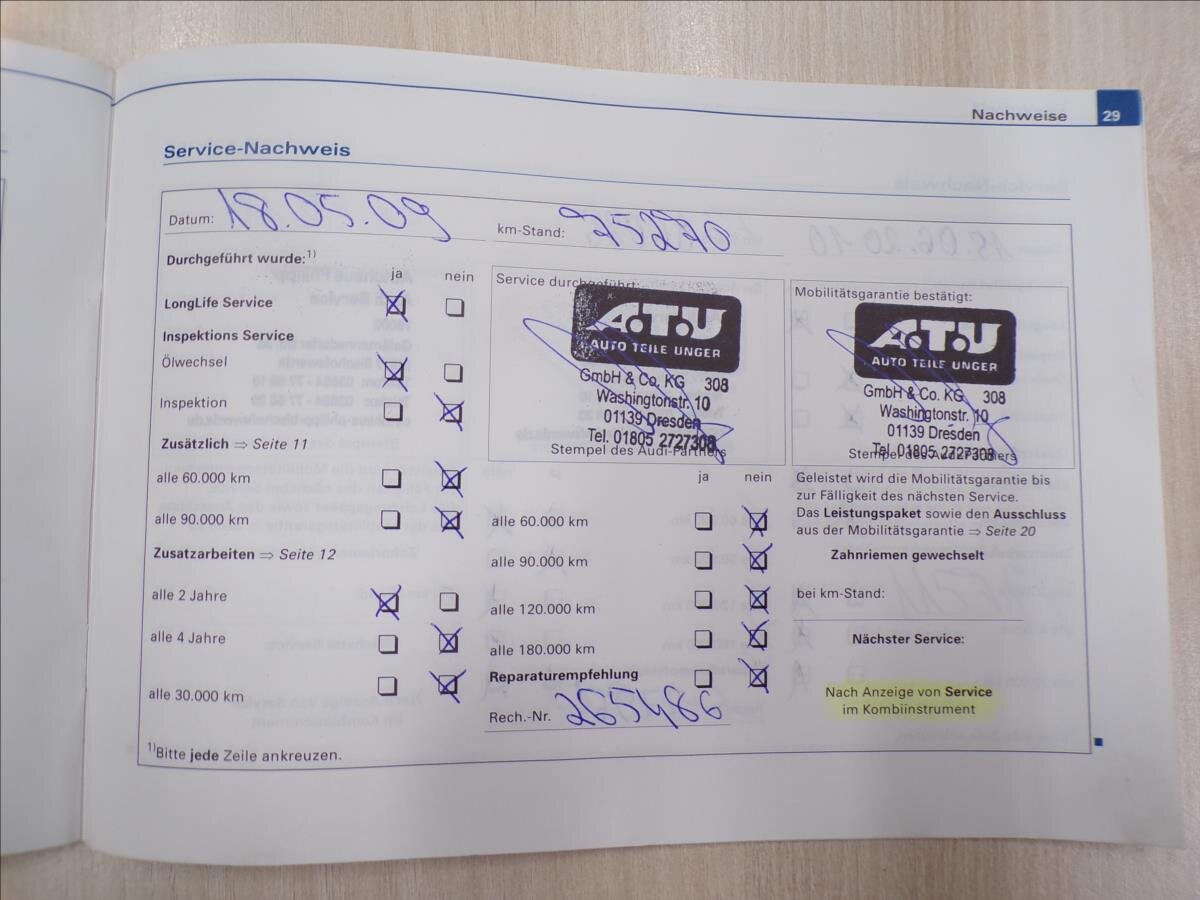 Nachweise 29
Service-Nachweis
Datum: 18.05.09
km-Stand: 75270
Durchgeführt wurde:1)
ja nein
LongLife Service
Inspektions Service
Ölwechsel
Inspektion
Zusätzlich ⇒ Seite 11
alle 60.000 km
alle 90.000 km
Zusatzarbeiten ⇒ Seite 12
alle 2 Jahre
alle 4 Jahre
alle 30.000 km
1)Bitte jede Zeile ankreuzen.
Service durchgeführt:
A.T.U
AUTO TEILE UNGER
GmbH & Co. KG 308
Washingtonstr. 10
01139 Dresden
Tel. 01805 2727308
Stempel des Audi-Partners
ja nein
alle 60.000 km
alle 90.000 km
alle 120.000 km
alle 180.000 km
Reparaturempfehlung
Rech.-Nr. 265486
Mobilitätsgarantie bestätigt:
A.T.U
AUTO TEILE UNGER
GmbH & Co. KG 308
Washingtonstr. 10
01139 Dresden
Tel. 01805 2727308
Stempel des Audi-Partners
Geleistet wird die Mobilitätsgarantie bis
zur Fälligkeit des nächsten Service.
Das Leistungspaket sowie den Ausschluss
aus der Mobilitätsgarantie ⇒ Seite 20
Zahnriemen gewechselt
bei km-Stand:
Nächster Service:
Nach Anzeige von Service
im Kombiinstrument